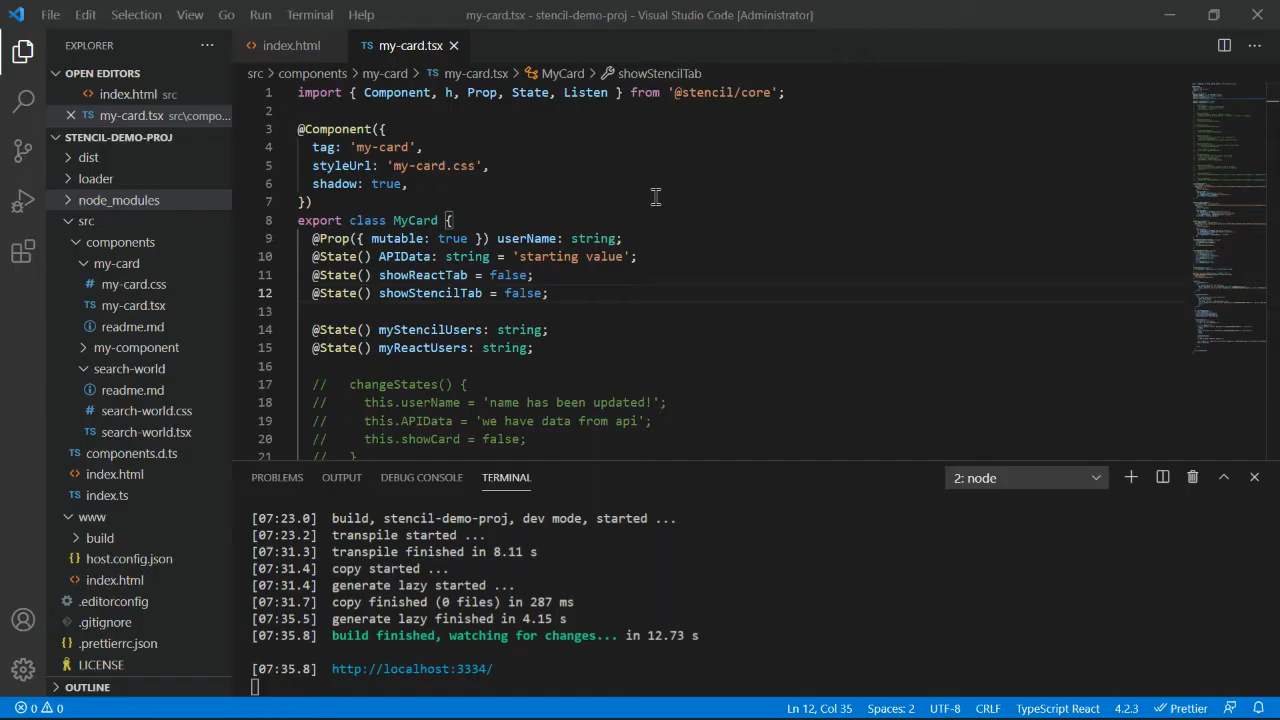 File Edit Selection View Go Run Terminal Help
my-card.tsx - stencil-demo-proj - Visual Studio Code [Administrator]
EXPLORER
OPEN EDITORS
index.html src
my-card.tsx src\compo...
STENCIL-DEMO-PROJ
dist
loader
node_modules
src
components
my-card
my-card.css
my-card.tsx
readme.md
my-component
search-world
readme.md
search-world.css
search-world.tsx
components.d.ts
index.html
index.ts
www
build
host.config.json
index.html
.editorconfig
.gitignore
.prettierrc.json
LICENSE
OUTLINE
index.html
my-card.tsx
src > components > my-card > my-card.tsx > MyCard > showStencilTab
1 import { Component, h, Prop, State, Listen } from '@stencil/core';
2
3 @Component({
4 tag: 'my-card',
5 styleUrl: 'my-card.css',
6 shadow: true,
7 })
8 export class MyCard {
9 @Prop({ mutable: true }) userName: string;
10 @State() APIData: string = 'starting value';
11 @State() showReactTab = false;
12 @State() showStencilTab = false;
13
14 @State() myStencilUsers: string;
15 @State() myReactUsers: string;
16
17 // changeStates() {
18 // this.userName = 'name has been updated!';
19 // this.APIData = 'we have data from api';
20 // this.showCard = false;
21 // }
PROBLEMS OUTPUT DEBUG CONSOLE TERMINAL
2: node
[07:23.0] build, stencil-demo-proj, dev mode, started ...
[07:23.2] transpile started ...
[07:31.3] transpile finished in 8.11 s
[07:31.4] copy started ...
[07:31.4] generate lazy started ...
[07:31.7] copy finished (0 files) in 287 ms
[07:35.5] generate lazy finished in 4.15 s
[07:35.8] build finished, watching for changes... in 12.73 s
[07:35.8] http://localhost:3334/
0 0
Ln 12, Col 35 Spaces: 2 UTF-8 CRLF TypeScript React 4.2.3 Prettier